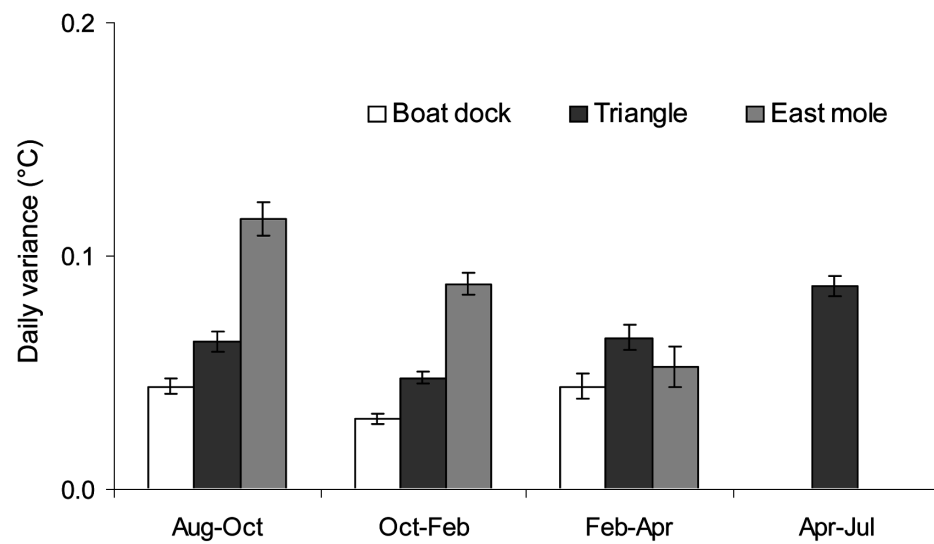 0.2
Boat dock Triangle East mole
Daily variance (°C)
0.1
0.0
Aug-Oct Oct-Feb Feb-Apr Apr-Jul